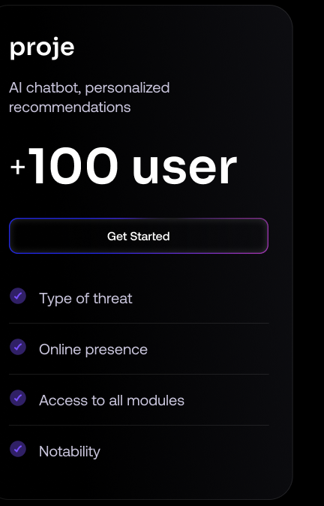 proje
AI chatbot, personalized
recommendations
+100 user
Get Started
Type of threat
Online presence
Access to all modules
Notability